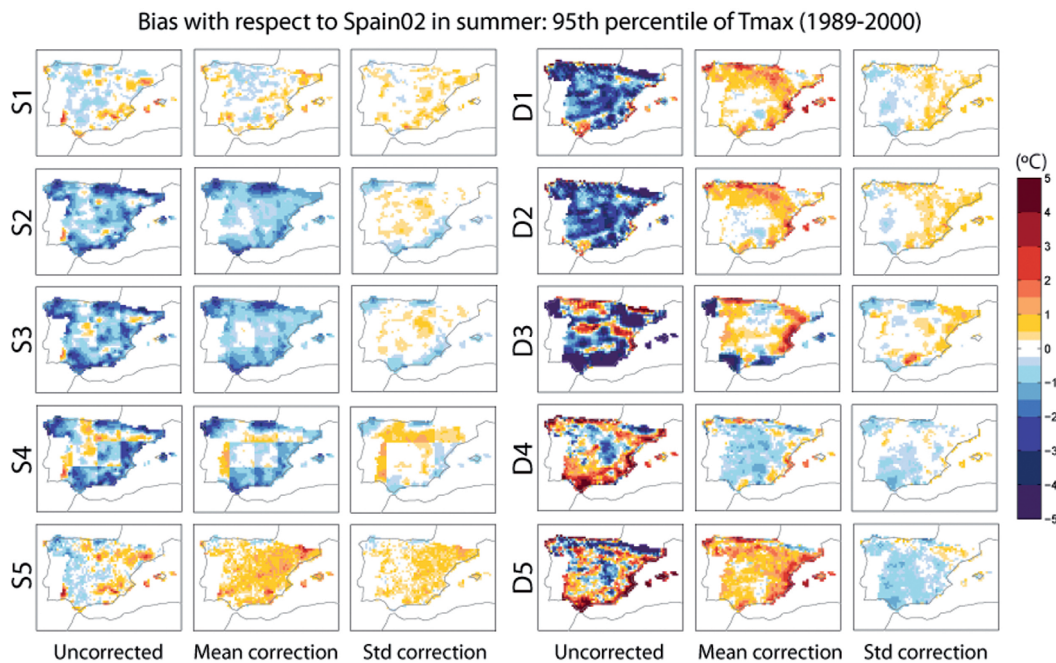 Bias with respect to Spain02 in summer: 95th percentile of Tmax (1989-2000)
S1
D1
S2
D2
S3
D3
S4
D4
S5
D5
(ºC)
5
4
3
2
1
0
−1
−2
−3
−4
−5
Uncorrected Mean correction Std correction Uncorrected Mean correction Std correction